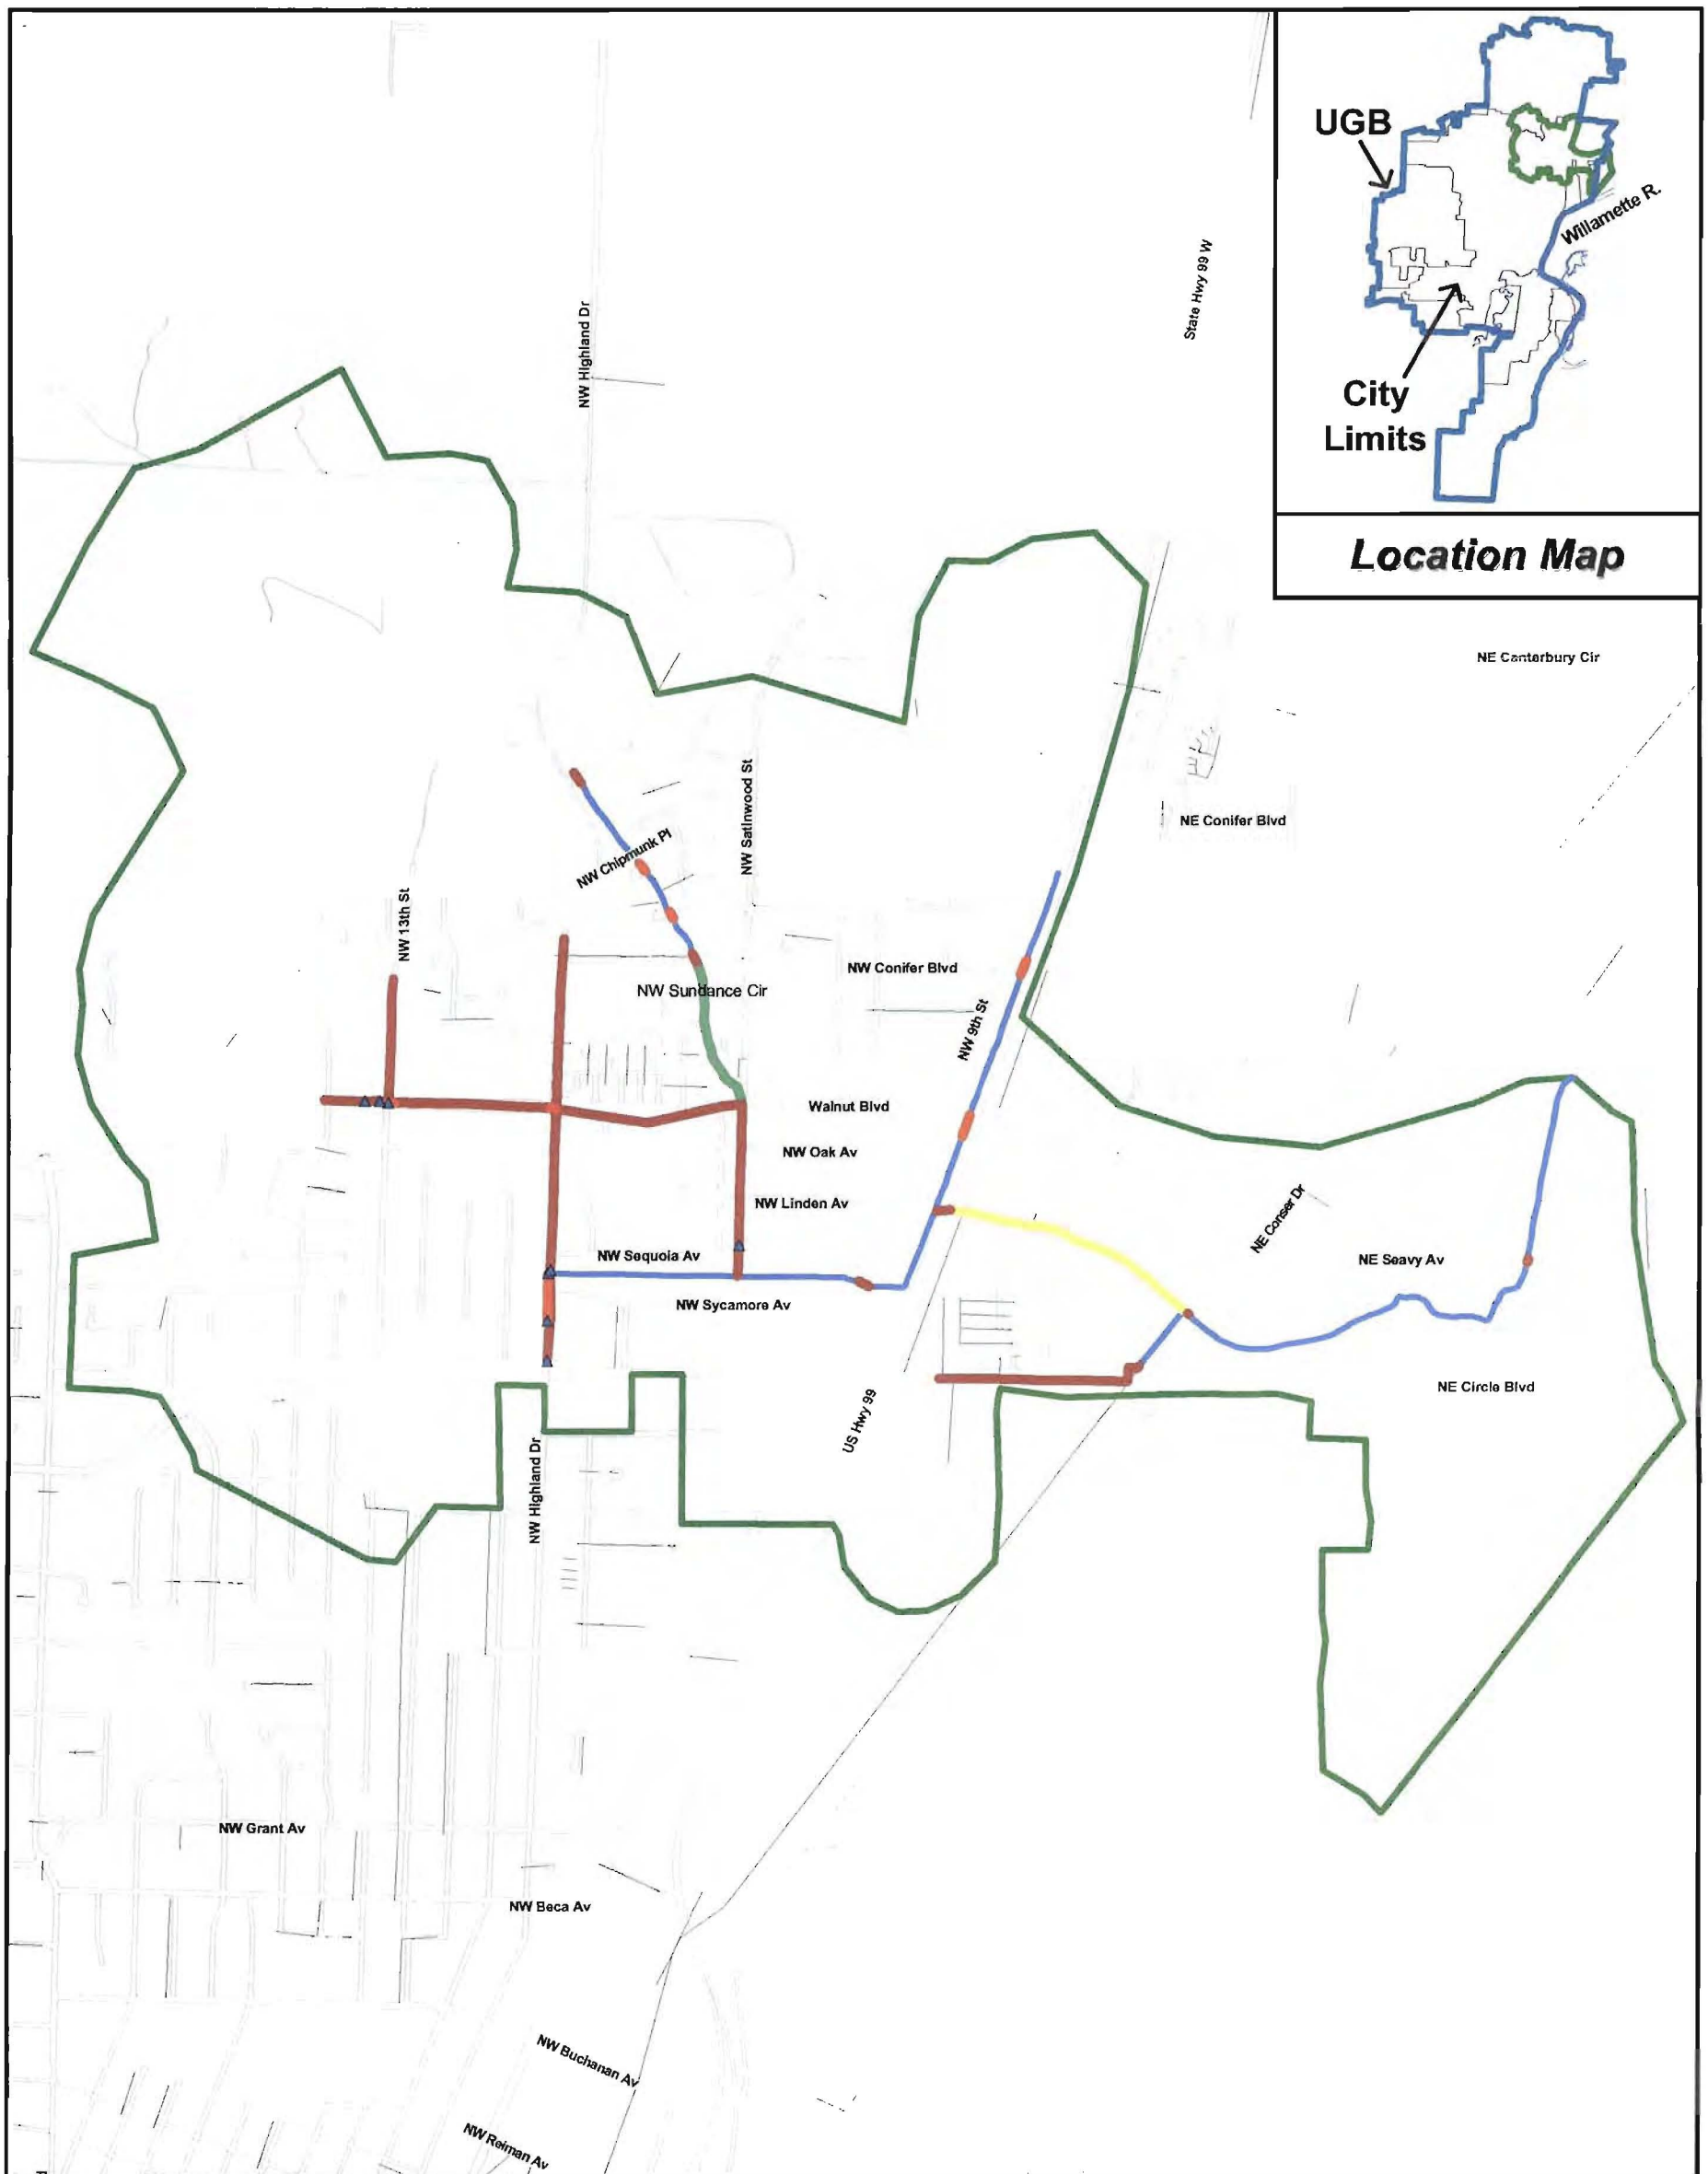 UGB
Willamette R.
City
Limits
Location Map
State Hwy 99 W
NW Highland Dr
NE Canterbury Cir
NW Satinwood St
NW Chipmunk Pl
NE Conifer Blvd
NW 13th St
NW Conifer Blvd
NW Sundance Cir
NW 9th St
Walnut Blvd
NW Oak Av
NW Linden Av
NE Conser Dr
NW Sequoia Av
NE Seavy Av
NW Sycamore Av
NE Circle Blvd
US Hwy 99
NW Highland Dr
NW Grant Av
NW Beca Av
NW Buchanan Av
NW Reiman Av